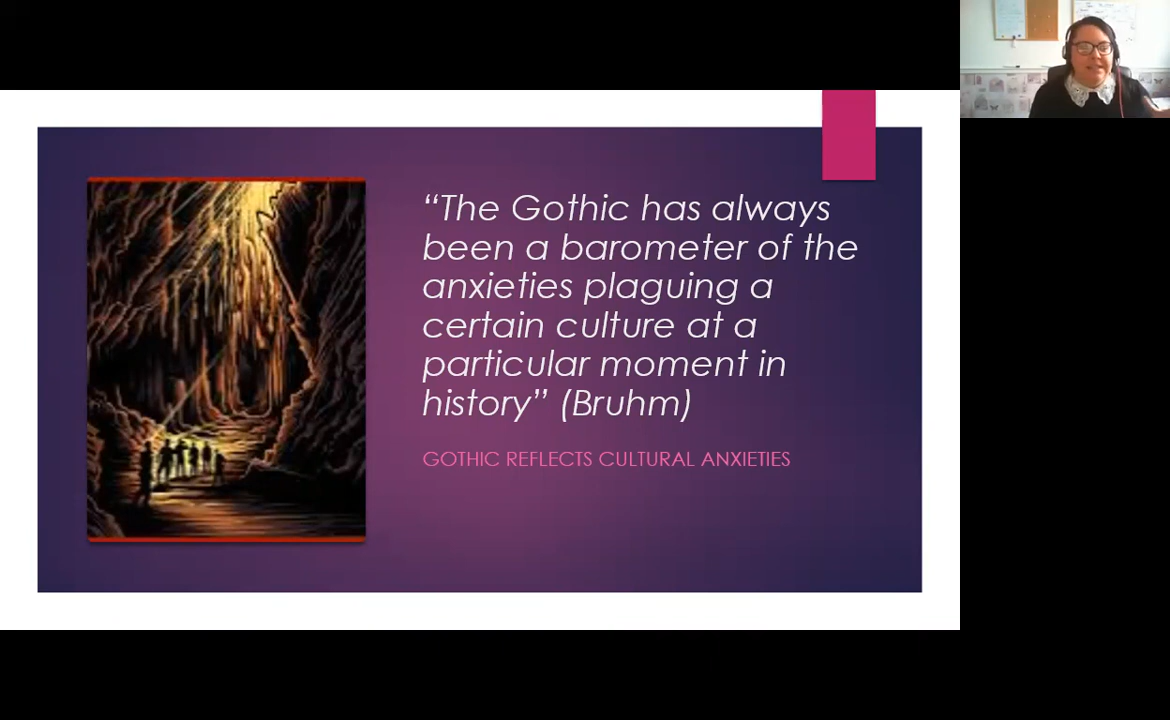 “The Gothic has always
been a barometer of the
anxieties plaguing a
certain culture at a
particular moment in
history” (Bruhm)
GOTHIC REFLECTS CULTURAL ANXIETIES